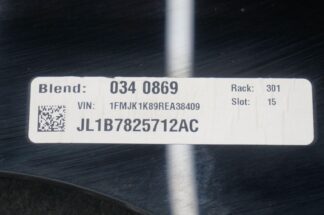 Blend: 034 0869 Rack: 301
VIN: 1FMJK1K89REA38409 Slot: 15
JL1B7825712AC